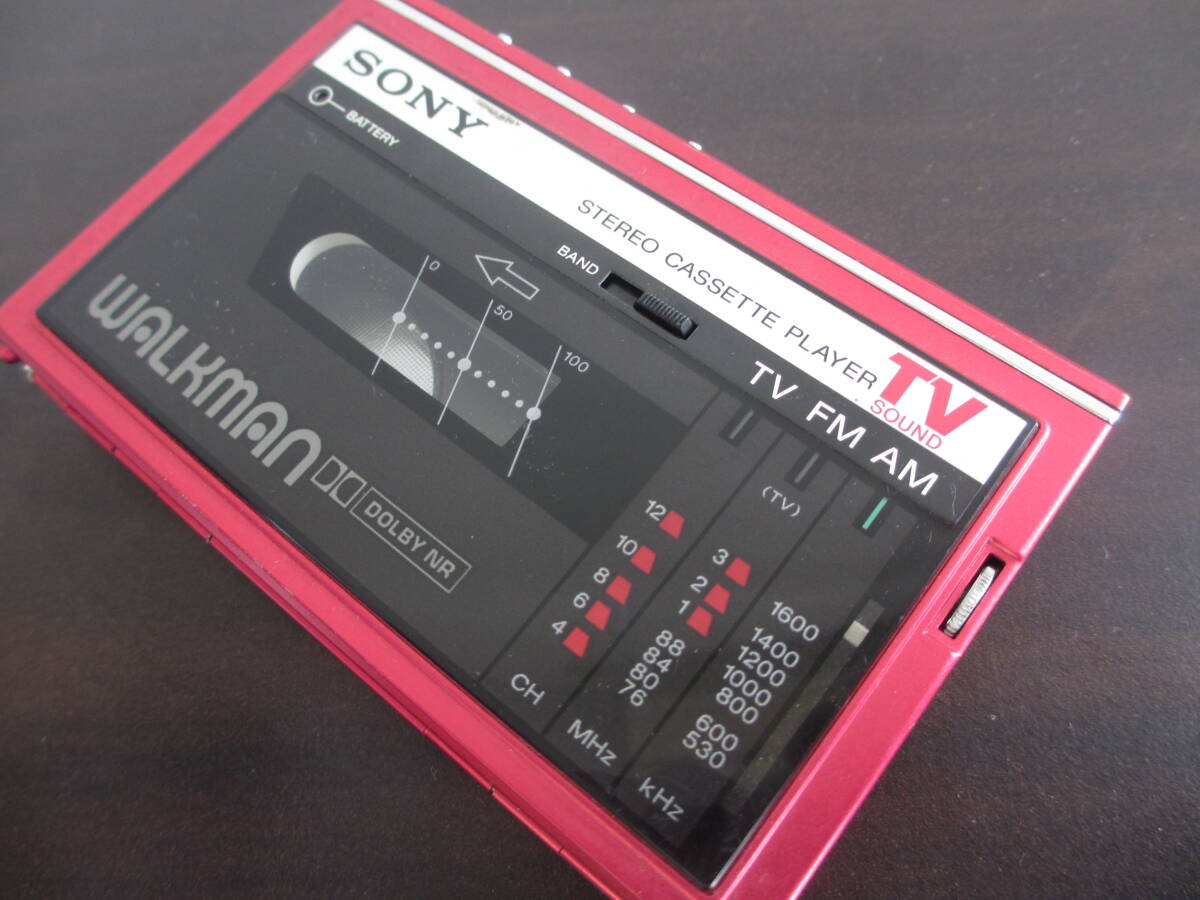 SONY
STEREO CASSETTE PLAYER
TV
SOUND
BATTERY
BAND
TV FM AM
0
50
100
WALKMAN
DOLBY NR
12
10
8
6
4
CH
(TV)
3
2
1
88
84
80
76
MHz
1600
1400
1200
1000
800
600
530
kHz